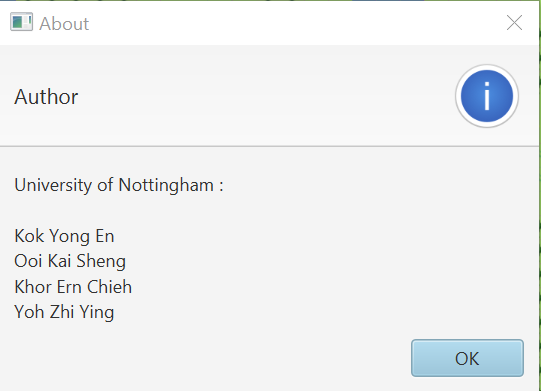 About
Author
i
University of Nottingham :
Kok Yong En
Ooi Kai Sheng
Khor Ern Chieh
Yoh Zhi Ying
OK